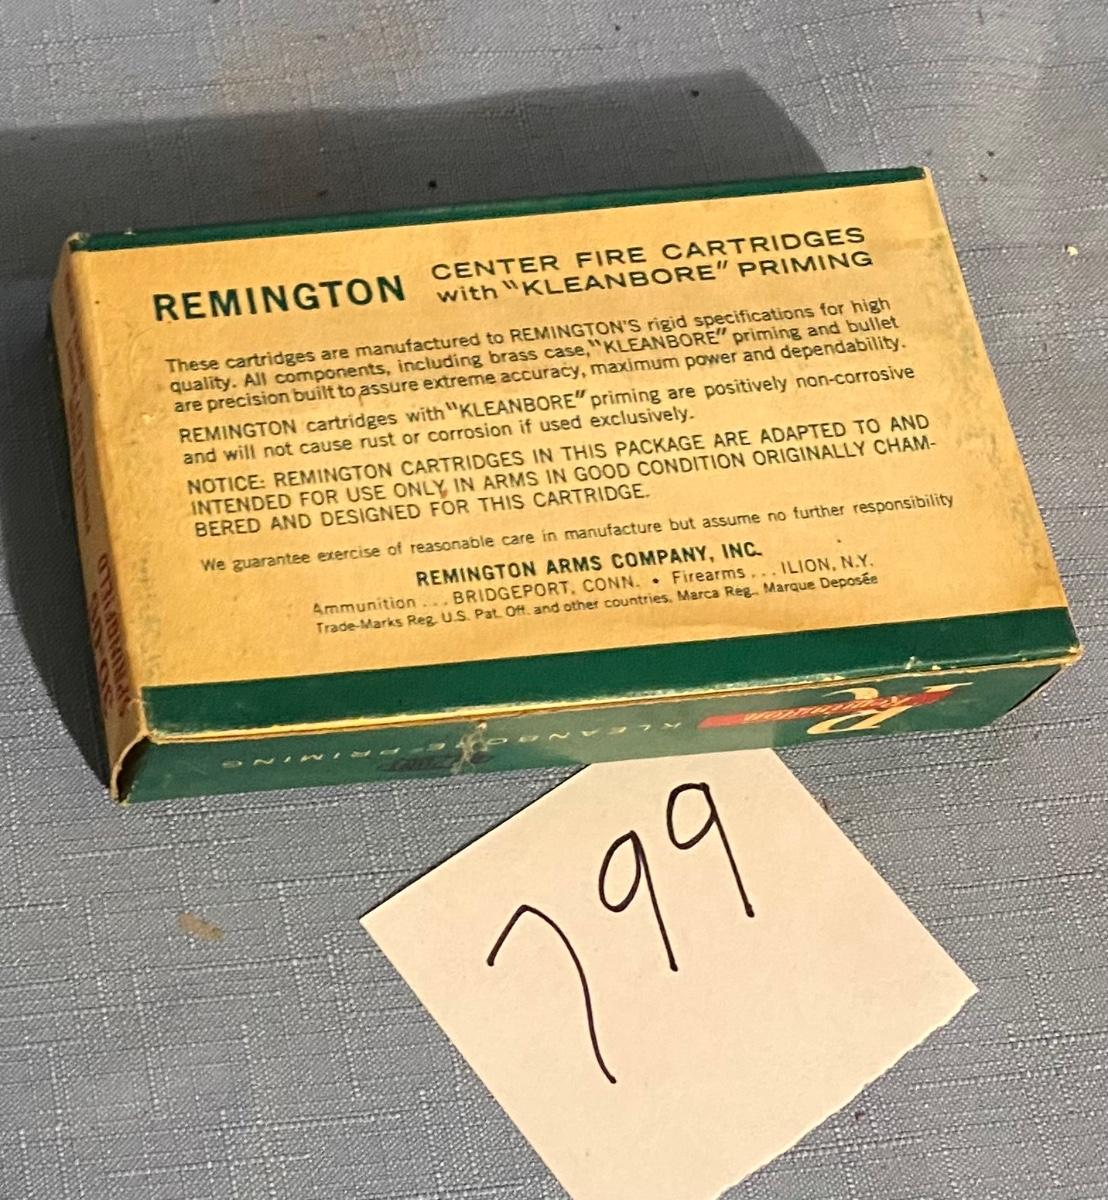 REMINGTON
CENTER FIRE CARTRIDGES
with "KLEANBORE" PRIMING
These cartridges are manufactured to REMINGTON'S rigid specifications for high
quality. All components, including brass case, "KLEANBORE" priming and bullet
are precision built to assure extreme accuracy, maximum power and dependability.
REMINGTON cartridges with "KLEANBORE" priming are positively non-corrosive
and will not cause rust or corrosion if used exclusively.
NOTICE: REMINGTON CARTRIDGES IN THIS PACKAGE ARE ADAPTED TO AND
INTENDED FOR USE ONLY IN ARMS IN GOOD CONDITION ORIGINALLY CHAM-
BERED AND DESIGNED FOR THIS CARTRIDGE.
We guarantee exercise of reasonable care in manufacture but assume no further responsibility
REMINGTON ARMS COMPANY, INC.
Ammunition ... BRIDGEPORT, CONN. • Firearms ... ILION, N.Y.
Trade-Marks Reg. U.S. Pat. Off. and other countries. Marca Reg., Marque Deposée
R
Remington
KLEANBORE PRIMING
SPRINGFIELD
799